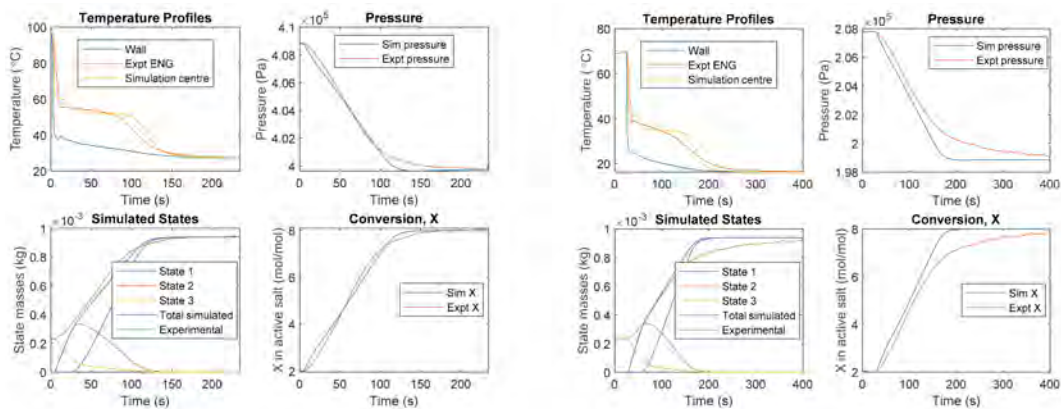 Temperature Profiles
Temperature (°C)
100
80
60
40
20
Wall
Expt ENG
Simulation centre
0 50 100 150 200
Time (s)
×10⁵ Pressure
Pressure (Pa)
4.1
4.08
4.06
4.04
4.02
4
Sim pressure
Expt pressure
0 50 100 150 200
Time (s)
Temperature Profiles
Temperature (°C)
80
60
40
20
Wall
Expt ENG
Simulation centre
0 100 200 300 400
Time (s)
×10⁵ Pressure
Pressure (Pa)
2.08
2.06
2.04
2.02
2
1.98
Sim pressure
Expt pressure
0 100 200 300 400
Time (s)
×10⁻³ Simulated States
State masses (kg)
1
0.8
0.6
0.4
0.2
0
State 1
State 2
State 3
Total simulated
Experimental
0 50 100 150 200
Time (s)
Conversion, X
X in active salt (mol/mol)
8
6
4
2
Sim X
Expt X
0 50 100 150 200
Time (s)
×10⁻³ Simulated States
State masses (kg)
1
0.8
0.6
0.4
0.2
0
State 1
State 2
State 3
Total simulated
Experimental
0 100 200 300 400
Time (s)
Conversion, X
X in active salt (mol/mol)
8
6
4
2
Sim X
Expt X
0 100 200 300 400
Time (s)